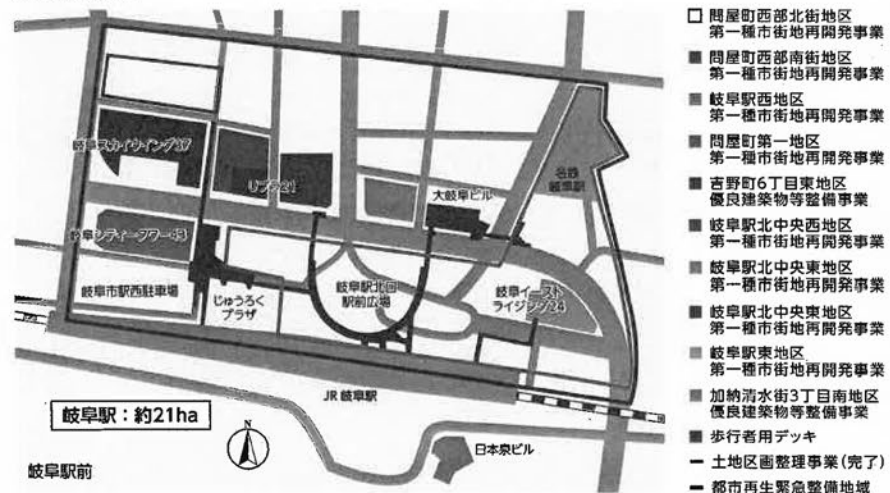 岐阜スカイウイング37
リブラ21
大岐阜ビル
名鉄
岐阜駅
岐阜シティータワー43
岐阜市駅西駐車場
じゅうろく
プラザ
岐阜駅北口
駅前広場
岐阜イースト
ライジング24
JR 岐阜駅
岐阜駅：約21ha
N
日本泉ビル
岐阜駅前
問屋町西部北街地区
第一種市街地再開発事業
問屋町西部南街地区
第一種市街地再開発事業
岐阜駅西地区
第一種市街地再開発事業
問屋町第一地区
第一種市街地再開発事業
吉野町6丁目東地区
優良建築物等整備事業
岐阜駅北中央西地区
第一種市街地再開発事業
岐阜駅北中央東地区
第一種市街地再開発事業
岐阜駅北中央東地区
第一種市街地再開発事業
岐阜駅東地区
第一種市街地再開発事業
加納清水街3丁目南地区
優良建築物等整備事業
歩行者用デッキ
土地区画整理事業(完了)
都市再生緊急整備地域